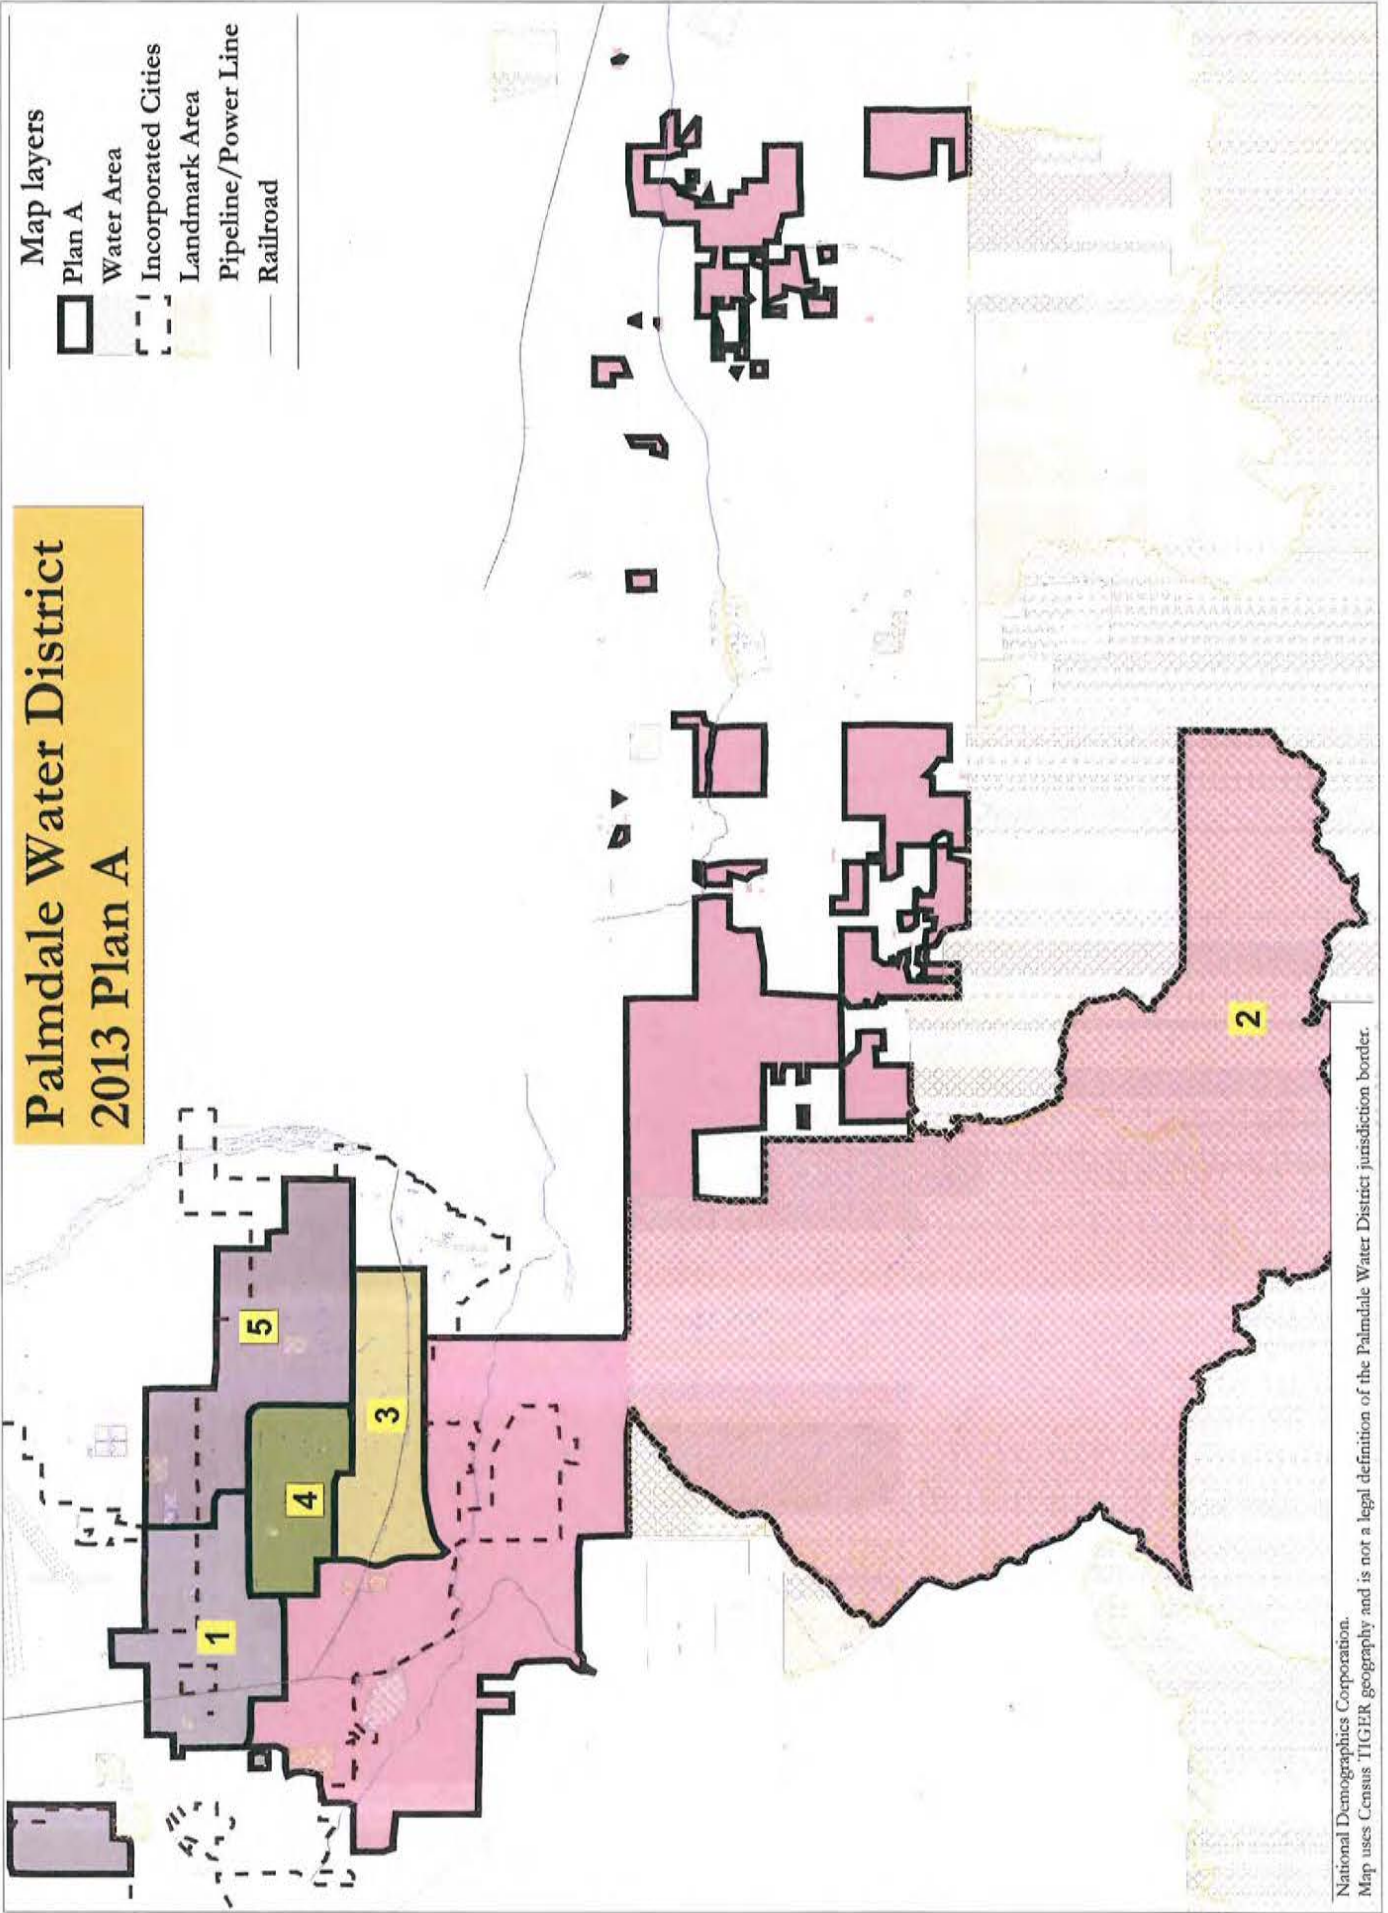 Palmdale Water District
2013 Plan A
Map layers
Plan A
Water Area
Incorporated Cities
Landmark Area
Pipeline/Power Line
Railroad
1
5
4
3
2
National Demographics Corporation.
Map uses Census TIGER geography and is not a legal definition of the Palmdale Water District jurisdiction border.